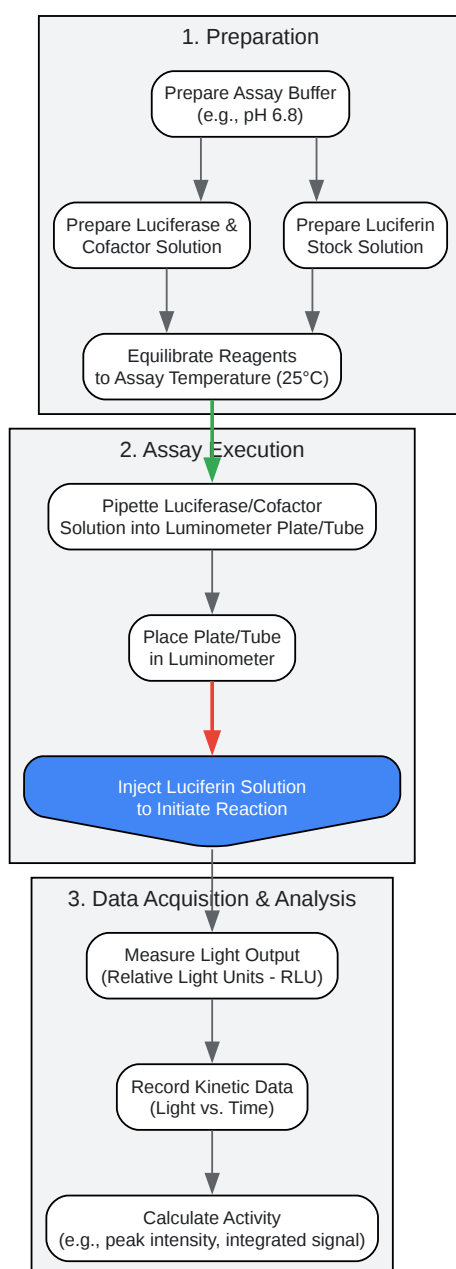 1. Preparation
Prepare Assay Buffer
(e.g., pH 6.8)
Prepare Luciferase &
Cofactor Solution
Prepare Luciferin
Stock Solution
Equilibrate Reagents
to Assay Temperature (25°C)
2. Assay Execution
Pipette Luciferase/Cofactor
Solution into Luminometer Plate/Tube
Place Plate/Tube
in Luminometer
Inject Luciferin Solution
to Initiate Reaction
3. Data Acquisition & Analysis
Measure Light Output
(Relative Light Units - RLU)
Record Kinetic Data
(Light vs. Time)
Calculate Activity
(e.g., peak intensity, integrated signal)